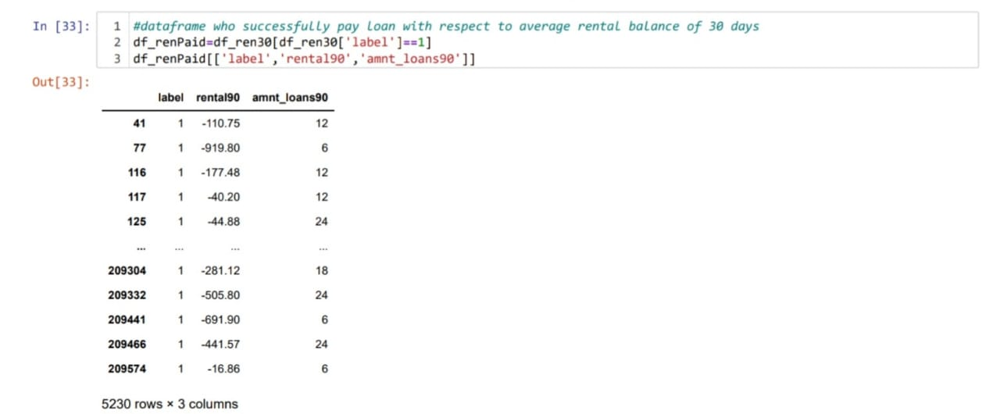 In [33]: 1 #dataframe who successfully pay loan with respect to average rental balance of 30 days
2 df_renPaid=df_ren30[df_ren30['label']==1]
3 df_renPaid[['label','rental90','amnt_loans90']]
Out[33]:
label rental90 amnt_loans90
41 1 -110.75 12
77 1 -919.80 6
116 1 -177.48 12
117 1 -40.20 12
125 1 -44.88 24
... ... ... ...
209304 1 -281.12 18
209332 1 -505.80 24
209441 1 -691.90 6
209466 1 -441.57 24
209574 1 -16.86 6
5230 rows × 3 columns